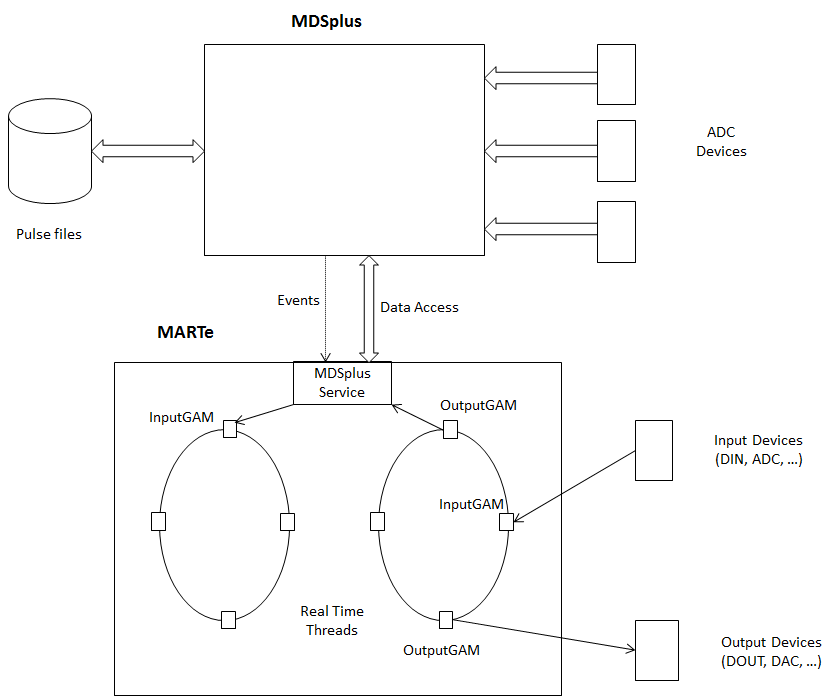 MDSplus
ADC
Devices
Pulse files
Events
Data Access
MARTe
MDSplus
Service
InputGAM
OutputGAM
Input Devices
(DIN, ADC, ...)
InputGAM
Real Time
Threads
OutputGAM
Output Devices
(DOUT, DAC, ...)